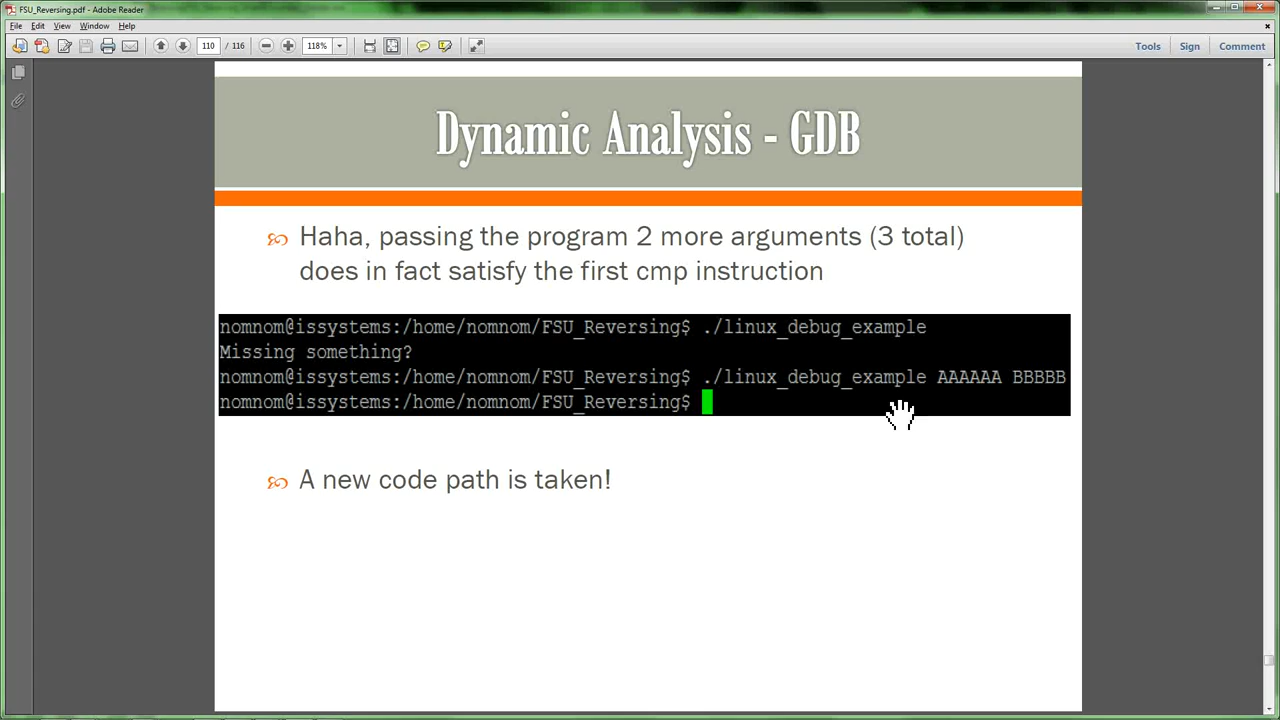 FSU_Reversing.pdf - Adobe Reader
File Edit View Window Help
110 / 116 118% Tools Sign Comment
Dynamic Analysis - GDB
Haha, passing the program 2 more arguments (3 total)
does in fact satisfy the first cmp instruction
nomnom@issystems:/home/nomnom/FSU_Reversing$ ./linux_debug_example
Missing something?
nomnom@issystems:/home/nomnom/FSU_Reversing$ ./linux_debug_example AAAAAA BBBBB
nomnom@issystems:/home/nomnom/FSU_Reversing$
A new code path is taken!